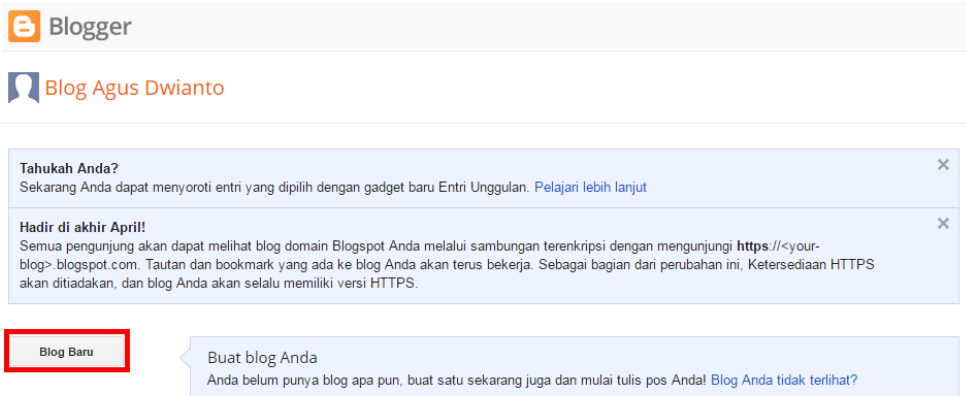 Blogger
Blog Agus Dwianto
Tahukah Anda?
Sekarang Anda dapat menyoroti entri yang dipilih dengan gadget baru Entri Unggulan. Pelajari lebih lanjut
Hadir di akhir April!
Semua pengunjung akan dapat melihat blog domain Blogspot Anda melalui sambungan terenkripsi dengan mengunjungi https://<your-
blog>.blogspot.com. Tautan dan bookmark yang ada ke blog Anda akan terus bekerja. Sebagai bagian dari perubahan ini, Ketersediaan HTTPS
akan ditiadakan, dan blog Anda akan selalu memiliki versi HTTPS.
Blog Baru
Buat blog Anda
Anda belum punya blog apa pun, buat satu sekarang juga dan mulai tulis pos Anda! Blog Anda tidak terlihat?